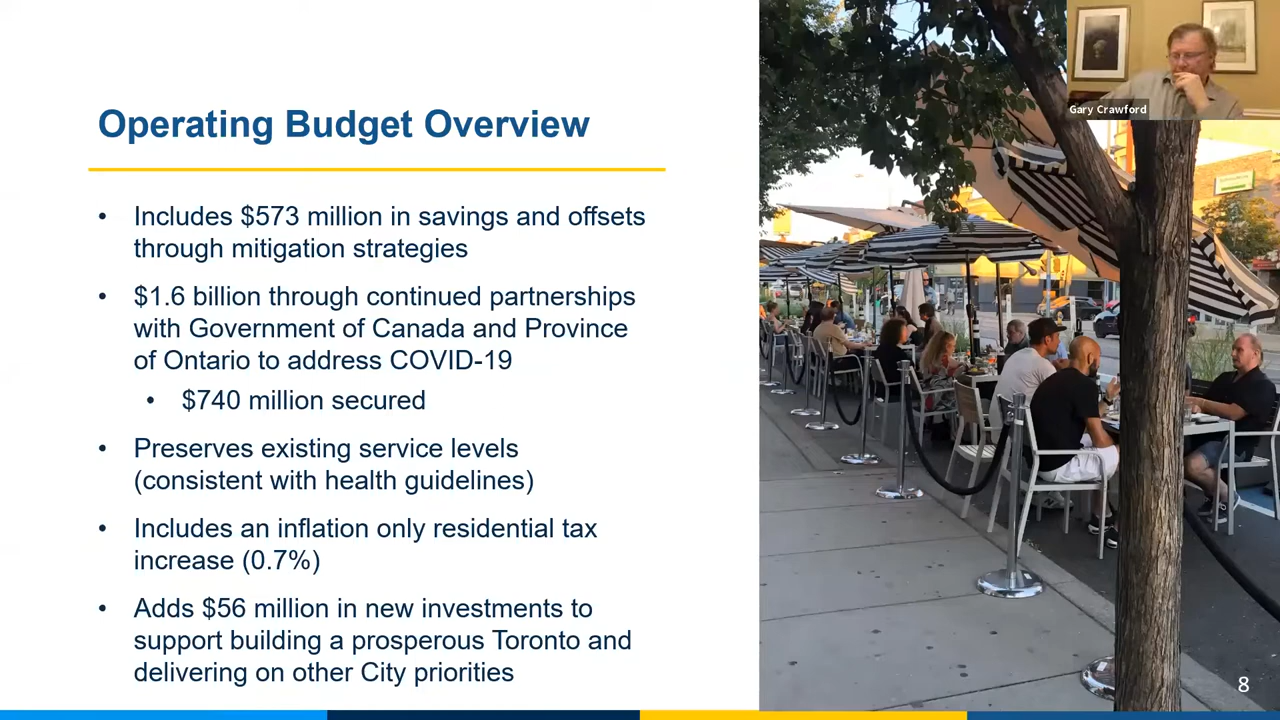 Operating Budget Overview
• Includes $573 million in savings and offsets
through mitigation strategies
• $1.6 billion through continued partnerships
with Government of Canada and Province
of Ontario to address COVID-19
• $740 million secured
• Preserves existing service levels
(consistent with health guidelines)
• Includes an inflation only residential tax
increase (0.7%)
• Adds $56 million in new investments to
support building a prosperous Toronto and
delivering on other City priorities
Gary Crawford
8